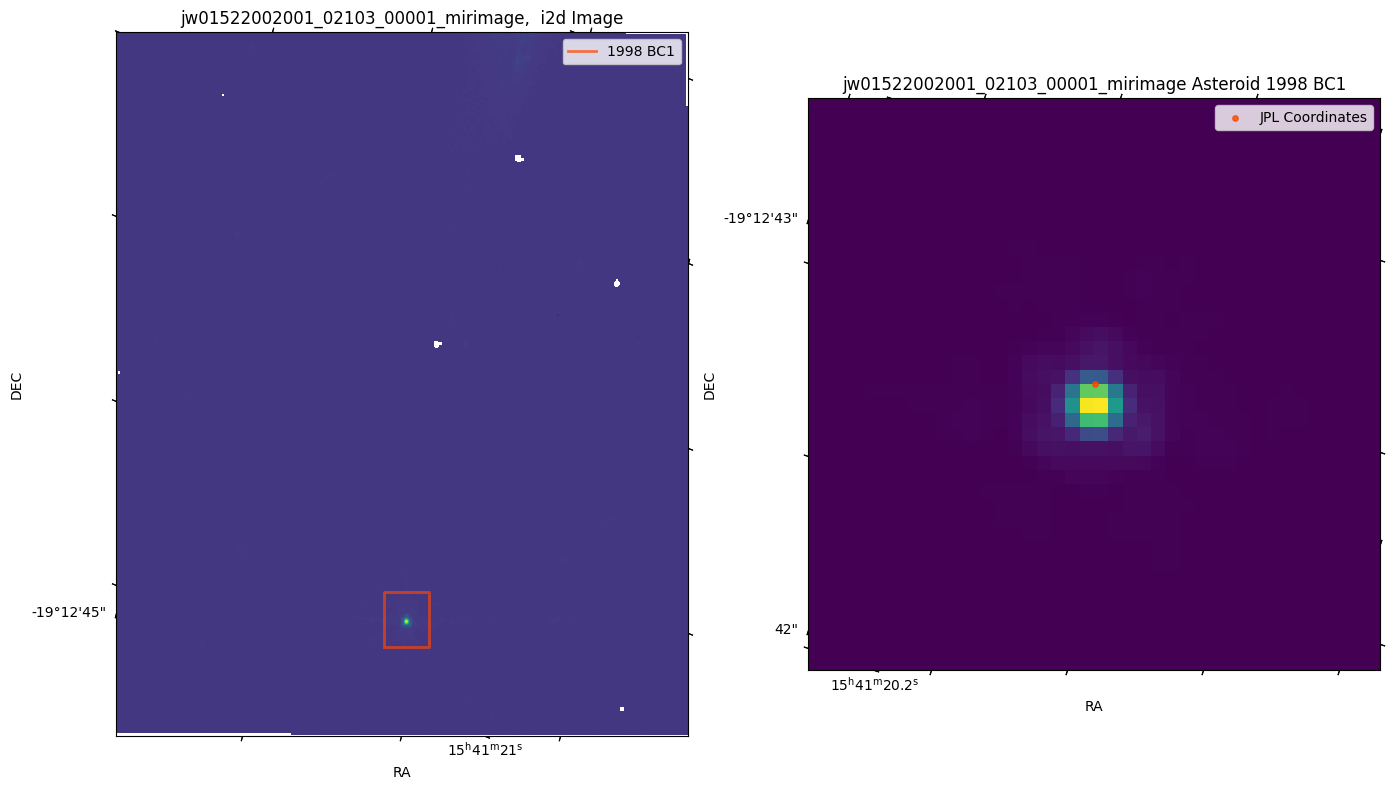 jw01522002001_02103_00001_mirimage,  i2d Image
1998 BC1
DEC
-19°12'45"
15h41m21s
RA
jw01522002001_02103_00001_mirimage Asteroid 1998 BC1
JPL Coordinates
DEC
-19°12'43"
42"
15h41m20.2s
RA